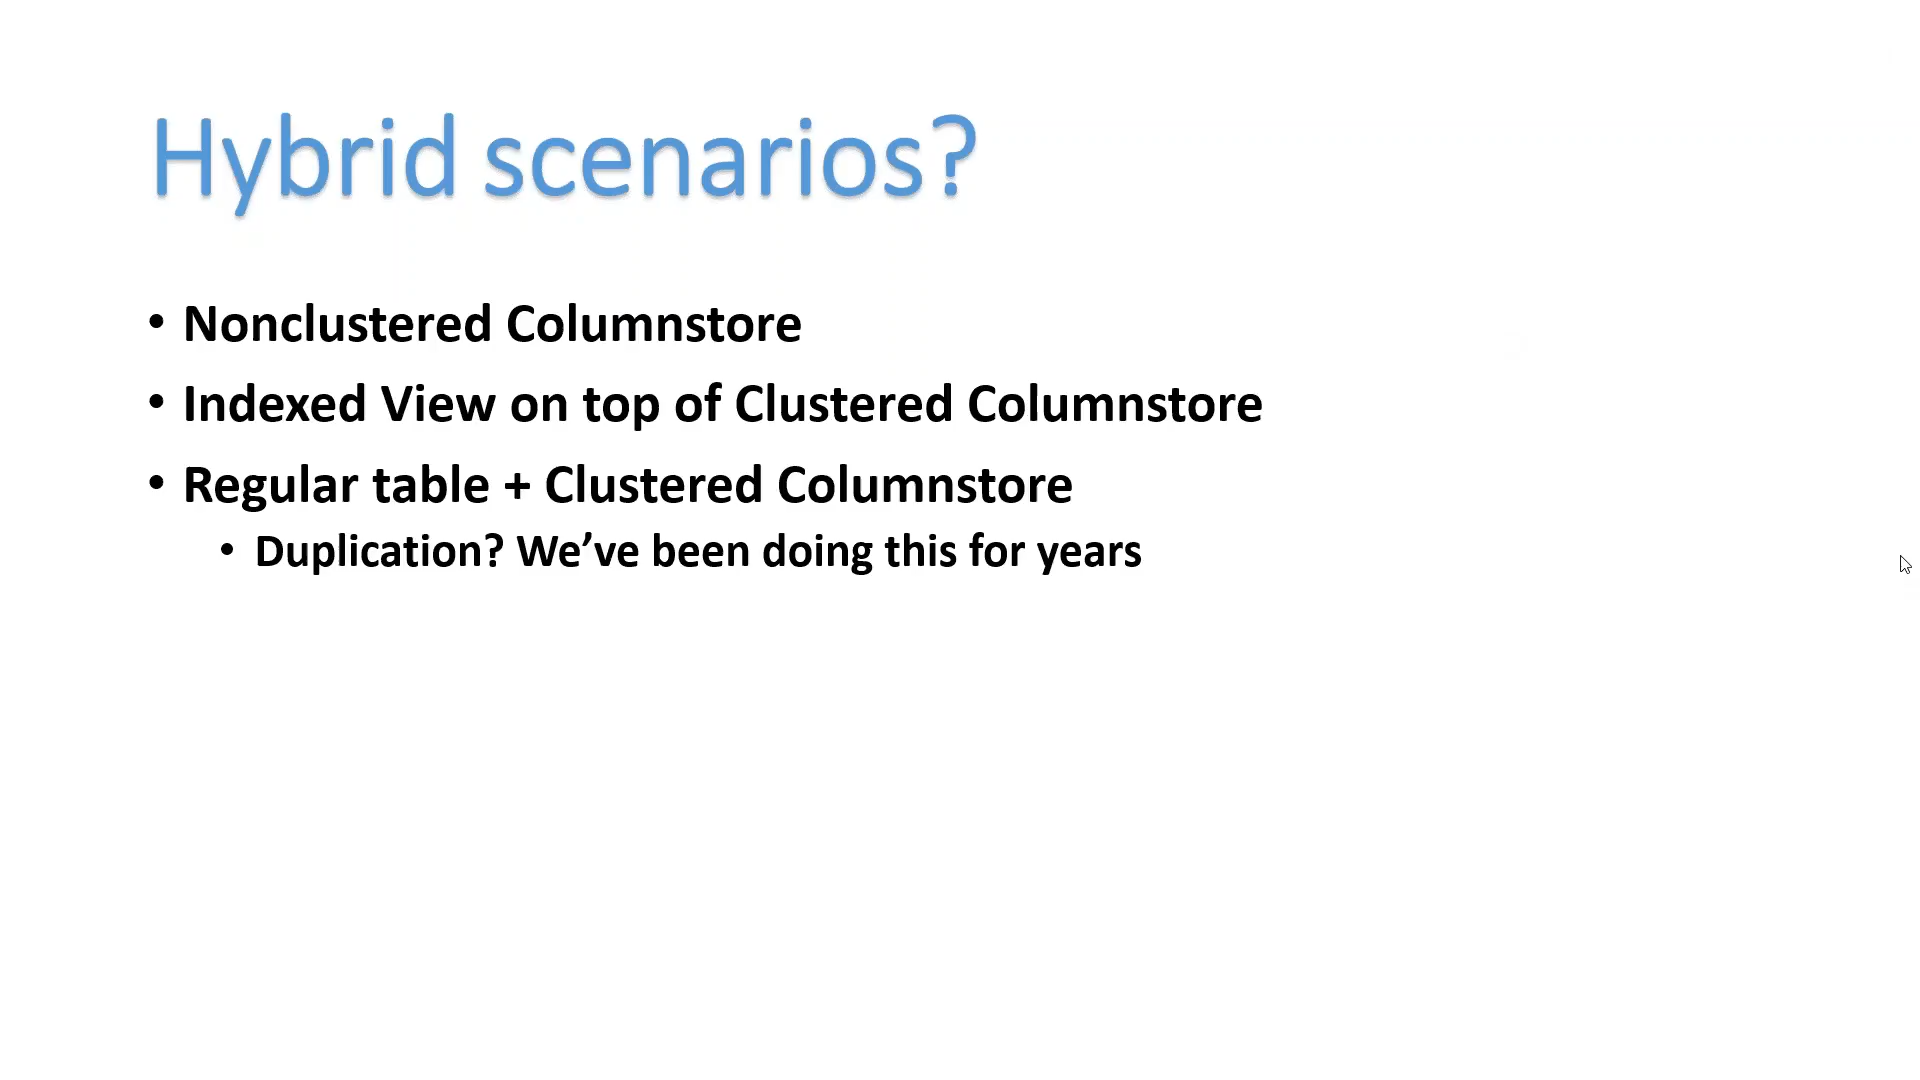 Hybrid scenarios?
• Nonclustered Columnstore
• Indexed View on top of Clustered Columnstore
• Regular table + Clustered Columnstore
• Duplication? We’ve been doing this for years